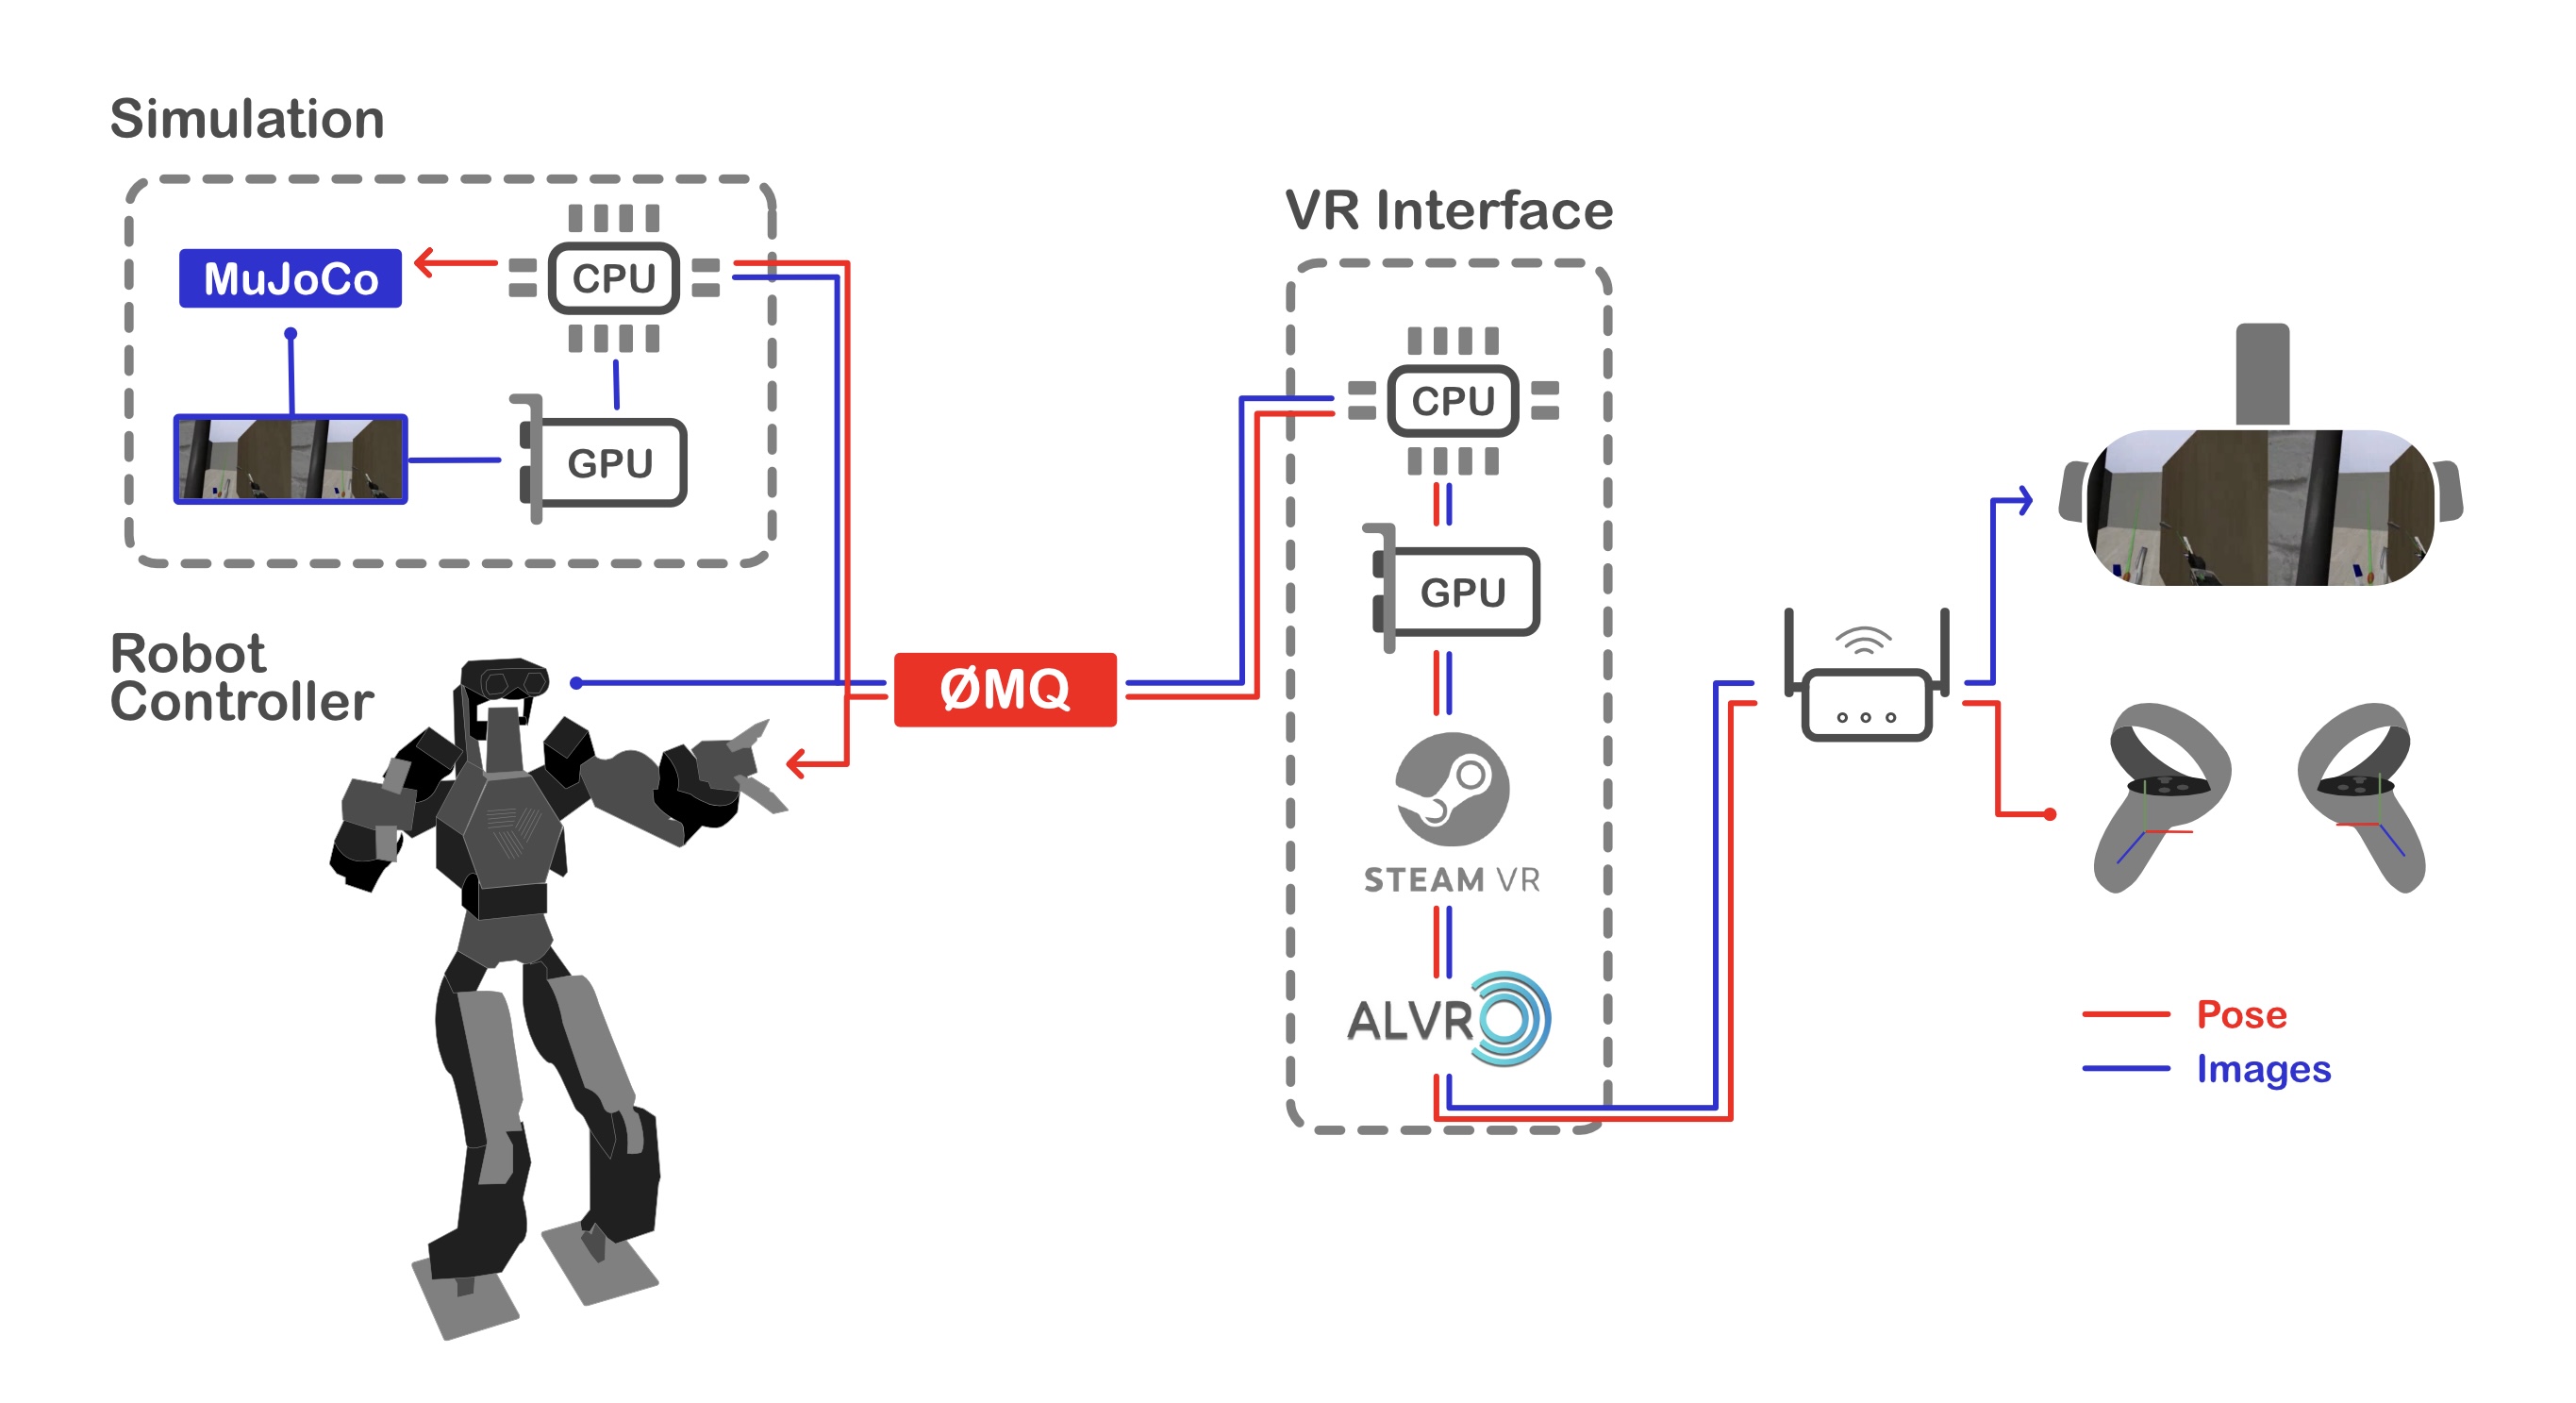 Simulation
MuJoCo
CPU
GPU
Robot
Controller
ØMQ
VR Interface
CPU
GPU
STEAM VR
ALVR
Pose
Images